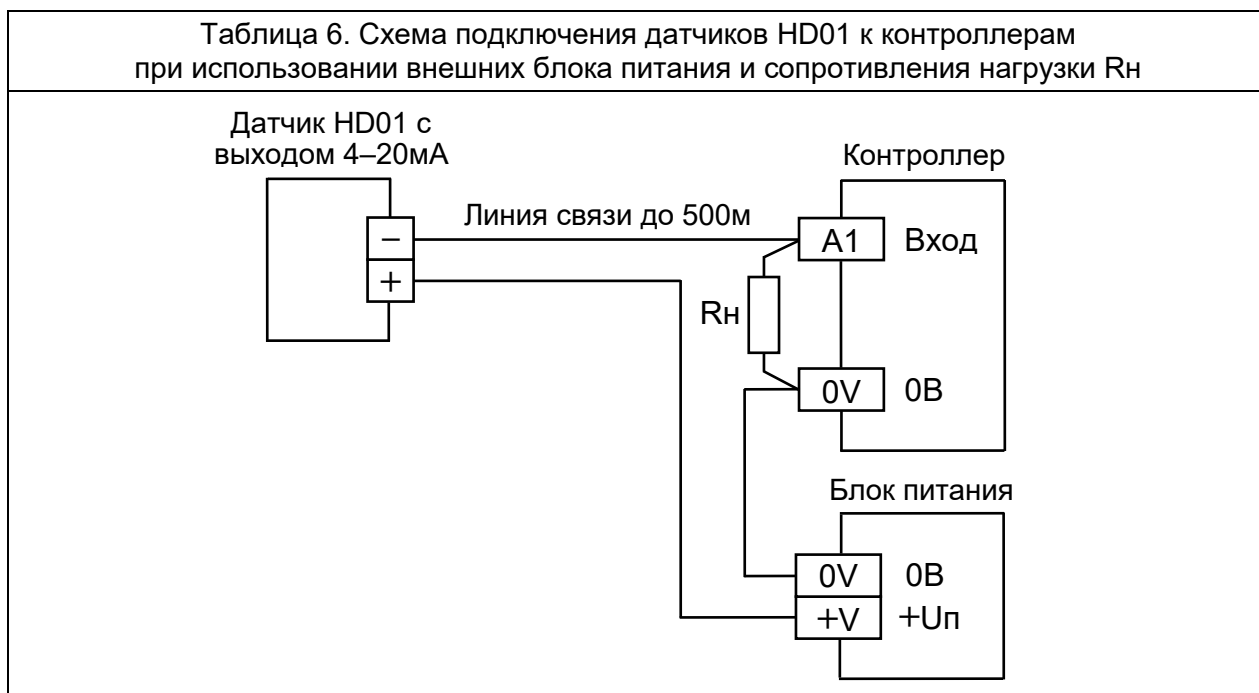 Таблица 6. Схема подключения датчиков HD01 к контроллерам
при использовании внешних блока питания и сопротивления нагрузки Rн
Датчик HD01 с
выходом 4–20мА
Контроллер
Линия связи до 500м
−
A1 Вход
+
Rн
0V 0В
Блок питания
0V 0В
+V +Uп